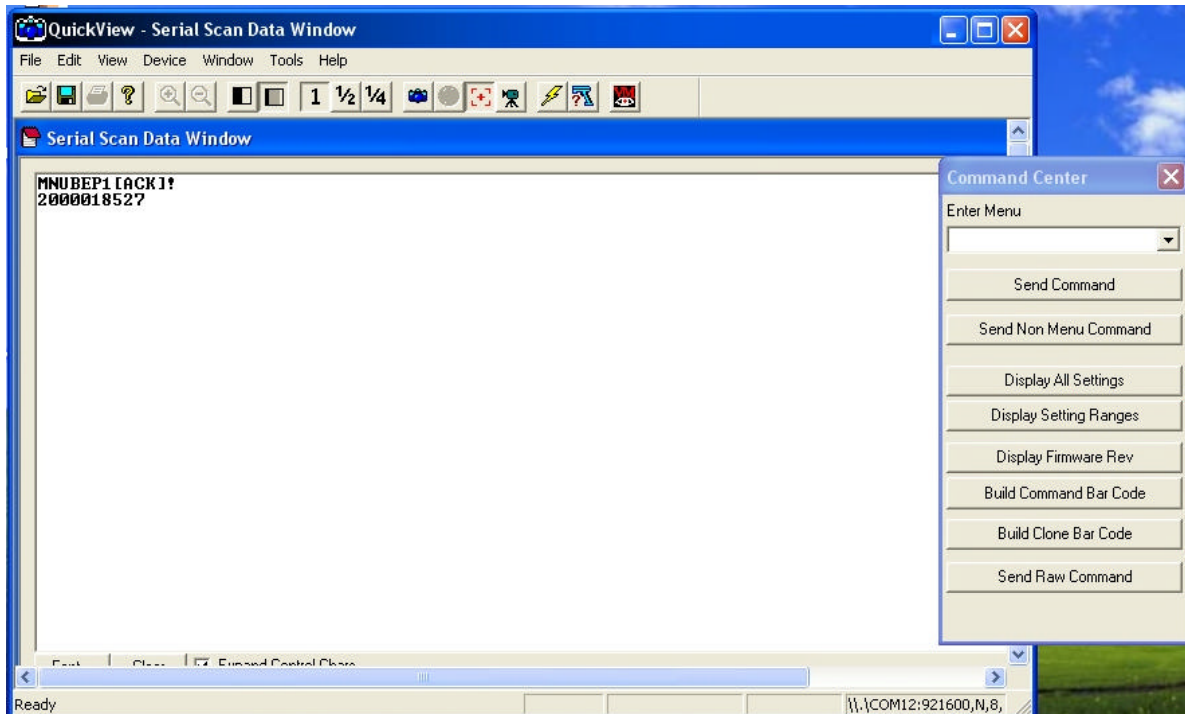 QuickView - Serial Scan Data Window
File Edit View Device Window Tools Help
1 ½ ¼
Serial Scan Data Window
MNUBEP1[ACK]!
2000018527
Font Clear Expand Control Chars
Ready \\.\COM12:921600,N,8,
Command Center
Enter Menu
Send Command
Send Non Menu Command
Display All Settings
Display Setting Ranges
Display Firmware Rev
Build Command Bar Code
Build Clone Bar Code
Send Raw Command